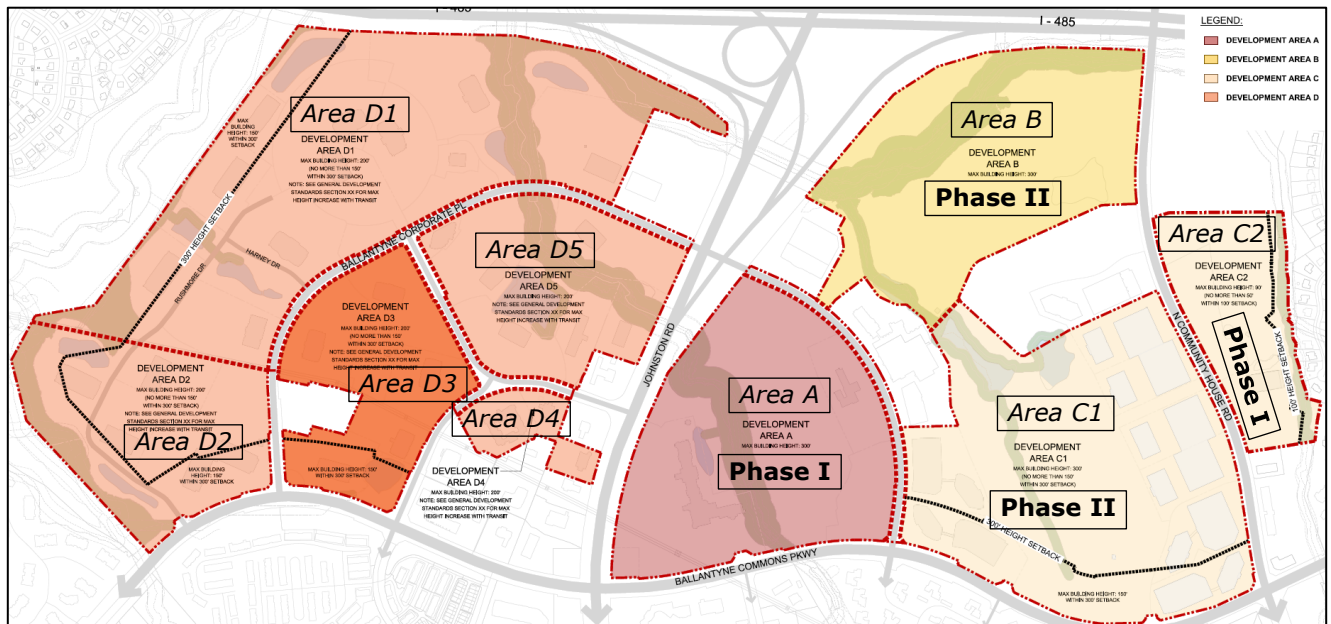 I - 485
I - 485
LEGEND:
DEVELOPMENT AREA A
DEVELOPMENT AREA B
DEVELOPMENT AREA C
DEVELOPMENT AREA D
MAX
BUILDING
HEIGHT: 150'
WITHIN 300'
SETBACK
Area D1
DEVELOPMENT
AREA D1
MAX BUILDING HEIGHT: 200'
(NO MORE THAN 150'
WITHIN 300' SETBACK)
NOTE: SEE GENERAL DEVELOPMENT
STANDARDS SECTION XX FOR MAX
HEIGHT INCREASE WITH TRANSIT
300' HEIGHT SETBACK
RUSHMORE DR
HARNEY DR
BALLANTYNE CORPORATE PL
Area B
DEVELOPMENT
AREA B
MAX BUILDING HEIGHT: 300'
Phase II
Area C2
DEVELOPMENT
AREA C2
MAX BUILDING HEIGHT: 90'
(NO MORE THAN 50'
WITHIN 100' SETBACK)
Phase I
100' HEIGHT SETBACK
N COMMUNITY HOUSE RD
Area D5
DEVELOPMENT
AREA D5
MAX BUILDING HEIGHT: 200'
NOTE: SEE GENERAL DEVELOPMENT
STANDARDS SECTION XX FOR MAX
HEIGHT INCREASE WITH TRANSIT
DEVELOPMENT
AREA D3
MAX BUILDING HEIGHT: 200'
(NO MORE THAN 150'
WITHIN 300' SETBACK)
NOTE: SEE GENERAL DEVELOPMENT
STANDARDS SECTION XX FOR MAX
HEIGHT INCREASE WITH TRANSIT
Area D3
MAX BUILDING HEIGHT: 150'
WITHIN 300' SETBACK
JOHNSTON RD
DEVELOPMENT
AREA D2
MAX BUILDING HEIGHT: 200'
(NO MORE THAN 150'
WITHIN 300' SETBACK)
NOTE: SEE GENERAL DEVELOPMENT
STANDARDS SECTION XX FOR MAX
HEIGHT INCREASE WITH TRANSIT
Area D2
MAX BUILDING
HEIGHT: 150'
WITHIN 300' SETBACK
Area D4
DEVELOPMENT
AREA D4
MAX BUILDING HEIGHT: 200'
NOTE: SEE GENERAL DEVELOPMENT
STANDARDS SECTION XX FOR MAX
HEIGHT INCREASE WITH TRANSIT
Area A
DEVELOPMENT
AREA A
MAX BUILDING HEIGHT: 300'
Phase I
Area C1
DEVELOPMENT
AREA C1
MAX BUILDING HEIGHT: 300'
(NO MORE THAN 150'
WITHIN 300' SETBACK)
Phase II
300' HEIGHT SETBACK
BALLANTYNE COMMONS PKWY
MAX BUILDING HEIGHT: 150'
WITHIN 300' SETBACK